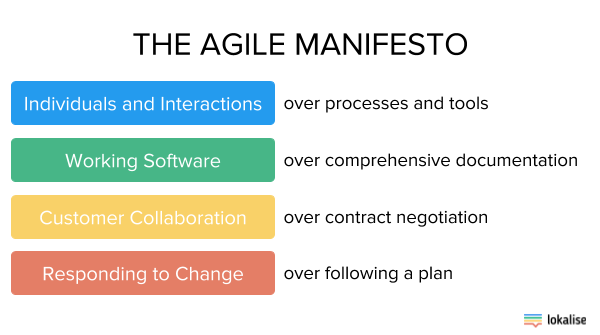 THE AGILE MANIFESTO
Individuals and Interactions over processes and tools
Working Software over comprehensive documentation
Customer Collaboration over contract negotiation
Responding to Change over following a plan
lokalise